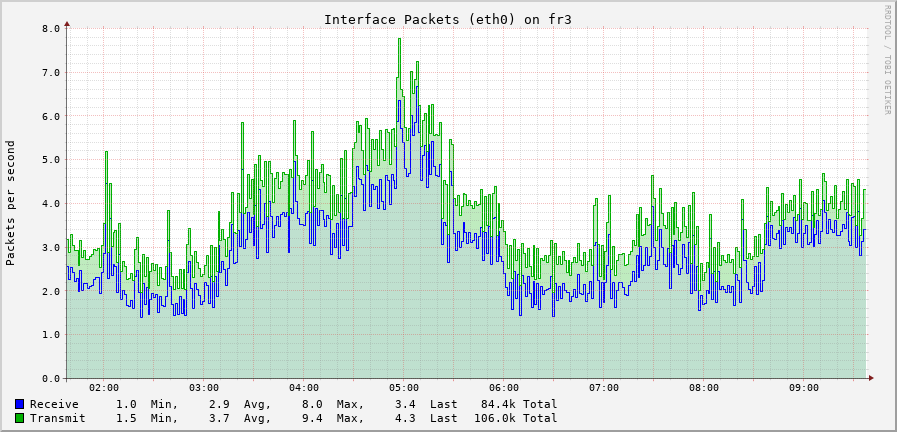 Interface Packets (eth0) on fr3
RRDTOOL / TOBI OETIKER
Packets per second
8.0
7.0
6.0
5.0
4.0
3.0
2.0
1.0
0.0
02:00 03:00 04:00 05:00 06:00 07:00 08:00 09:00
Receive 1.0 Min, 2.9 Avg, 8.0 Max, 3.4 Last 84.4k Total
Transmit 1.5 Min, 3.7 Avg, 9.4 Max, 4.3 Last 106.0k Total